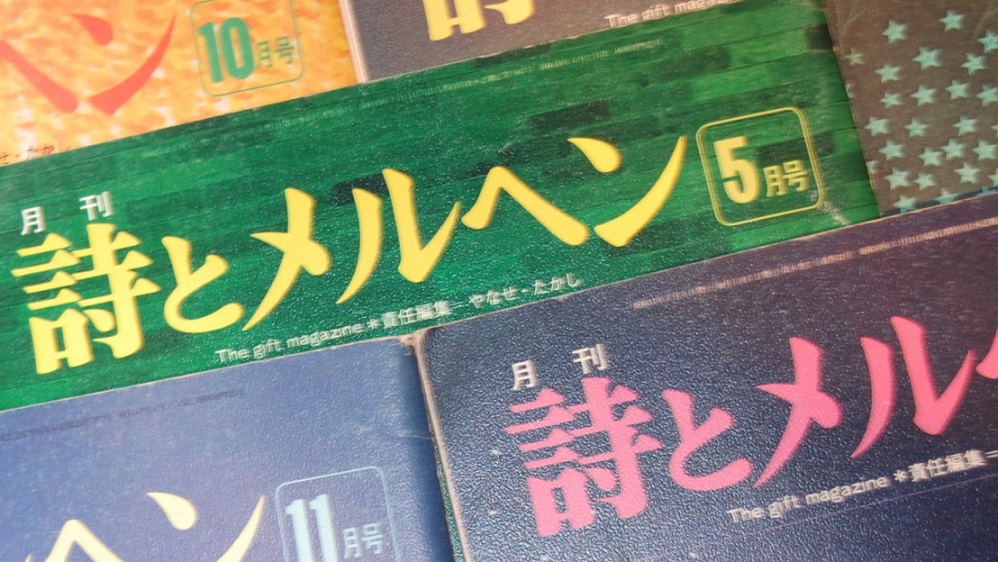 ヘン
10月号
詩
The gift magaz
月刊
詩とメルヘン
5月号
The gift magazine＊責任編集＝やなせ・たかし
月刊
詩とメル
The gift magazine＊責任編集＝
ヘン
11月号